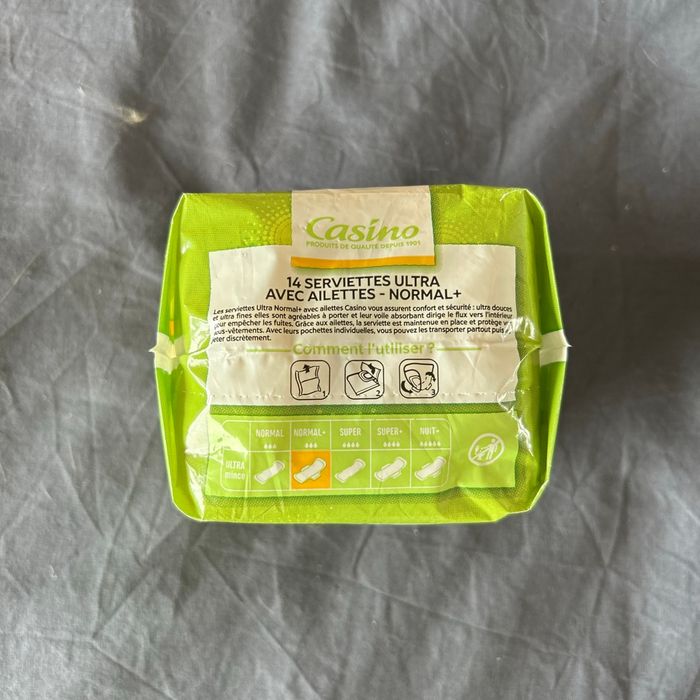 Casino
PRODUITS DE QUALITÉ DEPUIS 1901
14 SERVIETTES ULTRA
AVEC AILETTES - NORMAL+
Les serviettes Ultra Normal+ avec ailettes Casino vous assurent confort et sécurité : ultra douces
et ultra fines elles sont agréables à porter et leur voile absorbant dirige le flux vers l'intérieur
pour empêcher les fuites. Grâce aux ailettes, la serviette est maintenue en place et protège v
sous-vêtements. Avec leurs pochettes individuelles, vous pouvez les transporter partout puis
jeter discrètement.
Comment l'utiliser ?
1 2 3
NORMAL NORMAL+ SUPER SUPER+ NUIT+
ULTRA
mince